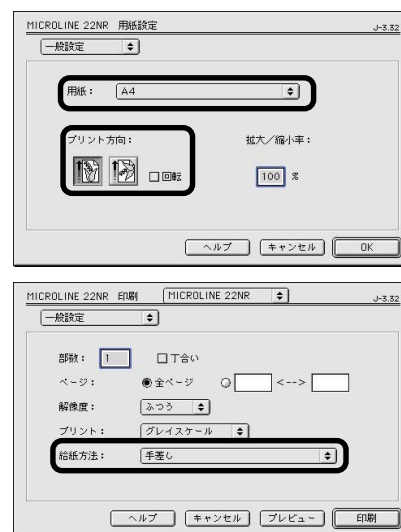 MICROLINE 22NR 用紙設定 J-3.32
一般設定
用紙： A4
プリント方向： 拡大／縮小率：
回転 100 %
ヘルプ キャンセル OK
MICROLINE 22NR 印刷 MICROLINE 22NR J-3.32
一般設定
部数： 1 丁合い
ページ： 全ページ <-->
解像度： ふつう
プリント： グレイスケール
給紙方法： 手差し
ヘルプ キャンセル プレビュー 印刷